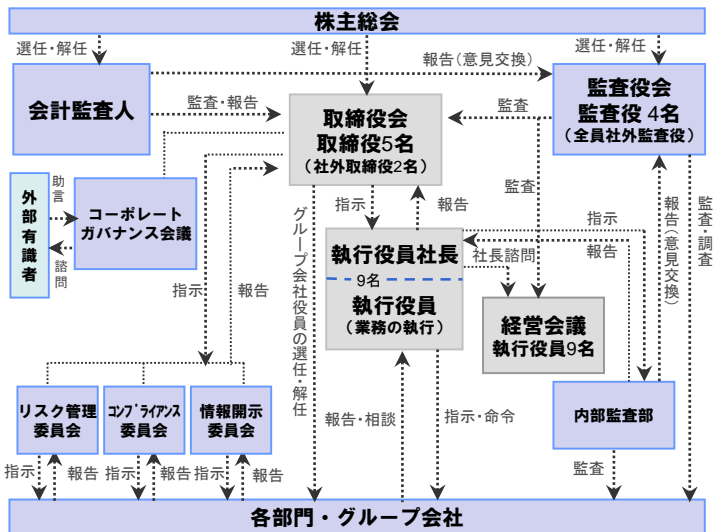 株主総会
選任・解任
選任・解任
選任・解任
報告(意見交換)
会計監査人
監査・報告
取締役会
取締役5名
(社外取締役2名)
監査
監査役会
監査役 4名
(全員社外監査役)
外部有識者
助言
諮問
コーポレート
ガバナンス会議
指示
報告
グループ会社役員の選任・解任
指示
報告
監査
指示
報告
報告(意見交換)
監査・調査
執行役員社長
9名
執行役員
(業務の執行)
社長諮問
経営会議
執行役員9名
リスク管理
委員会
コンプライアンス
委員会
情報開示
委員会
内部監査部
報告・相談
指示・命令
指示
報告
指示
報告
指示
報告
監査
各部門・グループ会社